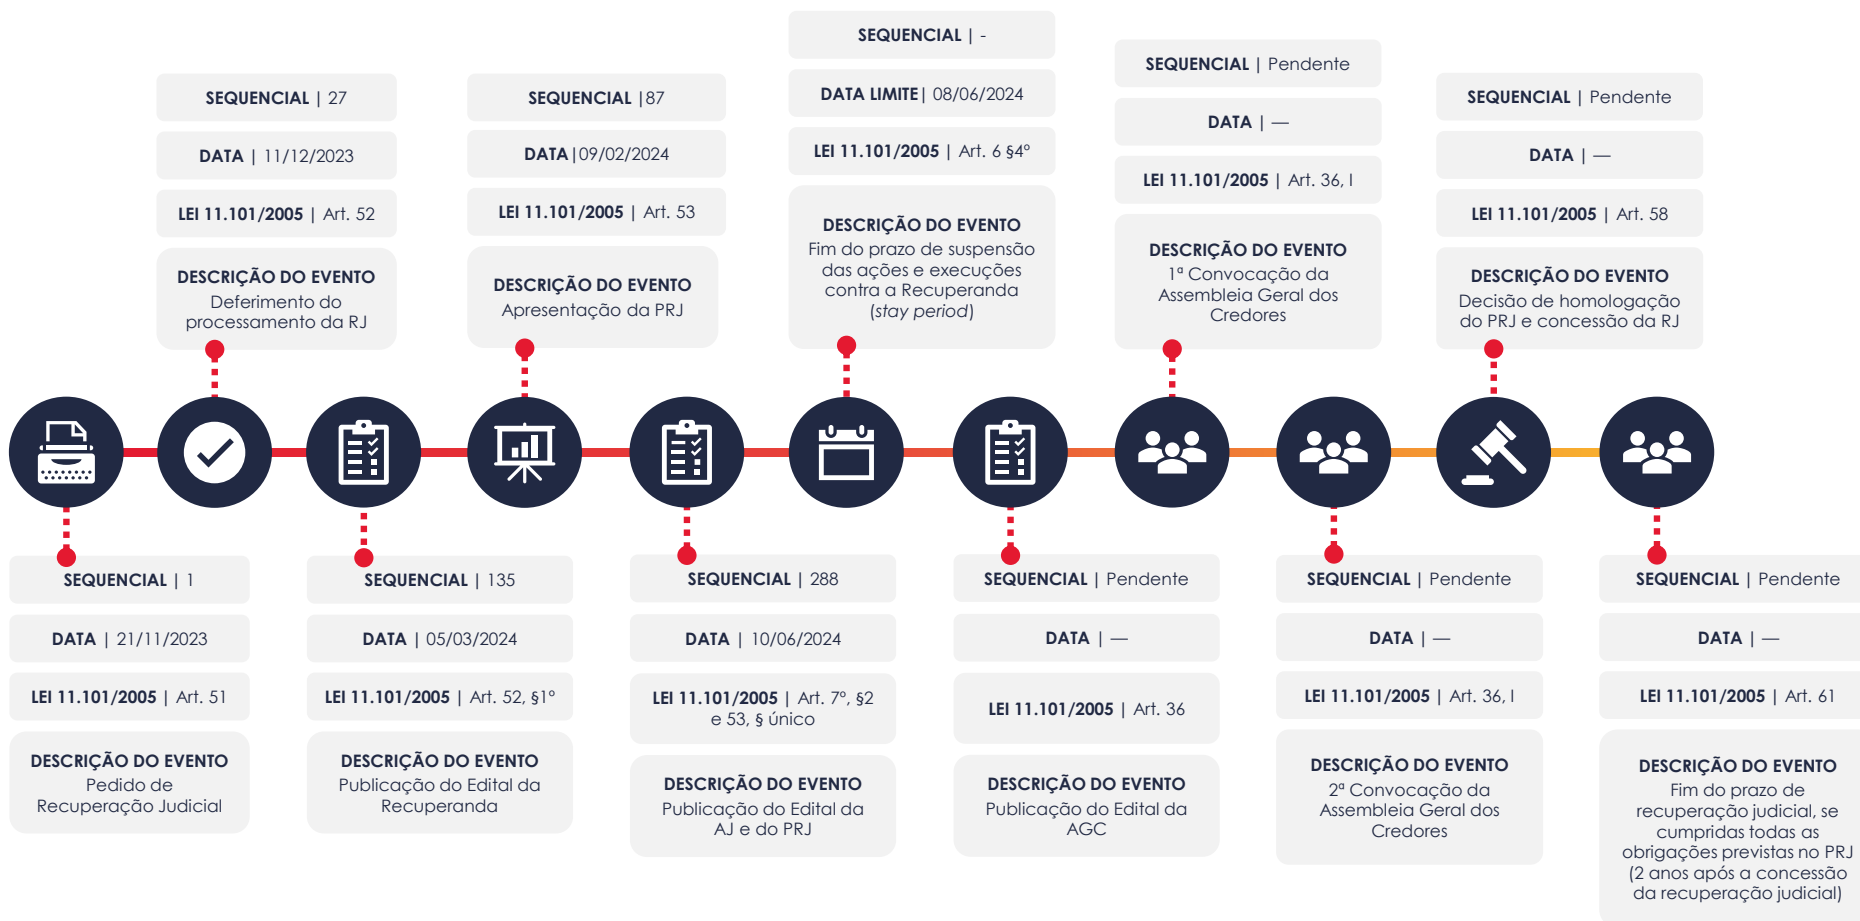 SEQUENCIAL | 1
DATA | 21/11/2023
LEI 11.101/2005 | Art. 51
DESCRIÇÃO DO EVENTO
Pedido de
Recuperação Judicial
SEQUENCIAL | 27
DATA | 11/12/2023
LEI 11.101/2005 | Art. 52
DESCRIÇÃO DO EVENTO
Deferimento do
processamento da RJ
SEQUENCIAL | 135
DATA | 05/03/2024
LEI 11.101/2005 | Art. 52, §1º
DESCRIÇÃO DO EVENTO
Publicação do Edital da
Recuperanda
SEQUENCIAL |87
DATA|09/02/2024
LEI 11.101/2005 | Art. 53
DESCRIÇÃO DO EVENTO
Apresentação da PRJ
SEQUENCIAL | 288
DATA | 10/06/2024
LEI 11.101/2005 | Art. 7º, §2
e 53, § único
DESCRIÇÃO DO EVENTO
Publicação do Edital da
AJ e do PRJ
SEQUENCIAL | -
DATA LIMITE| 08/06/2024
LEI 11.101/2005 | Art. 6 §4º
DESCRIÇÃO DO EVENTO
Fim do prazo de suspensão
das ações e execuções
contra a Recuperanda
(stay period)
SEQUENCIAL | Pendente
DATA | —
LEI 11.101/2005 | Art. 36
DESCRIÇÃO DO EVENTO
Publicação do Edital da
AGC
SEQUENCIAL | Pendente
DATA | —
LEI 11.101/2005 | Art. 36, I
DESCRIÇÃO DO EVENTO
1ª Convocação da
Assembleia Geral dos
Credores
SEQUENCIAL | Pendente
DATA | —
LEI 11.101/2005 | Art. 36, I
DESCRIÇÃO DO EVENTO
2ª Convocação da
Assembleia Geral dos
Credores
SEQUENCIAL | Pendente
DATA | —
LEI 11.101/2005 | Art. 58
DESCRIÇÃO DO EVENTO
Decisão de homologação
do PRJ e concessão da RJ
SEQUENCIAL | Pendente
DATA | —
LEI 11.101/2005 | Art. 61
DESCRIÇÃO DO EVENTO
Fim do prazo de
recuperação judicial, se
cumpridas todas as
obrigações previstas no PRJ
(2 anos após a concessão
da recuperação judicial)